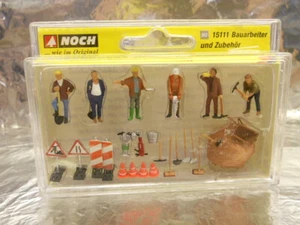 NOCH
...wie im Original
15111 Bauarbeiter
und Zubehör